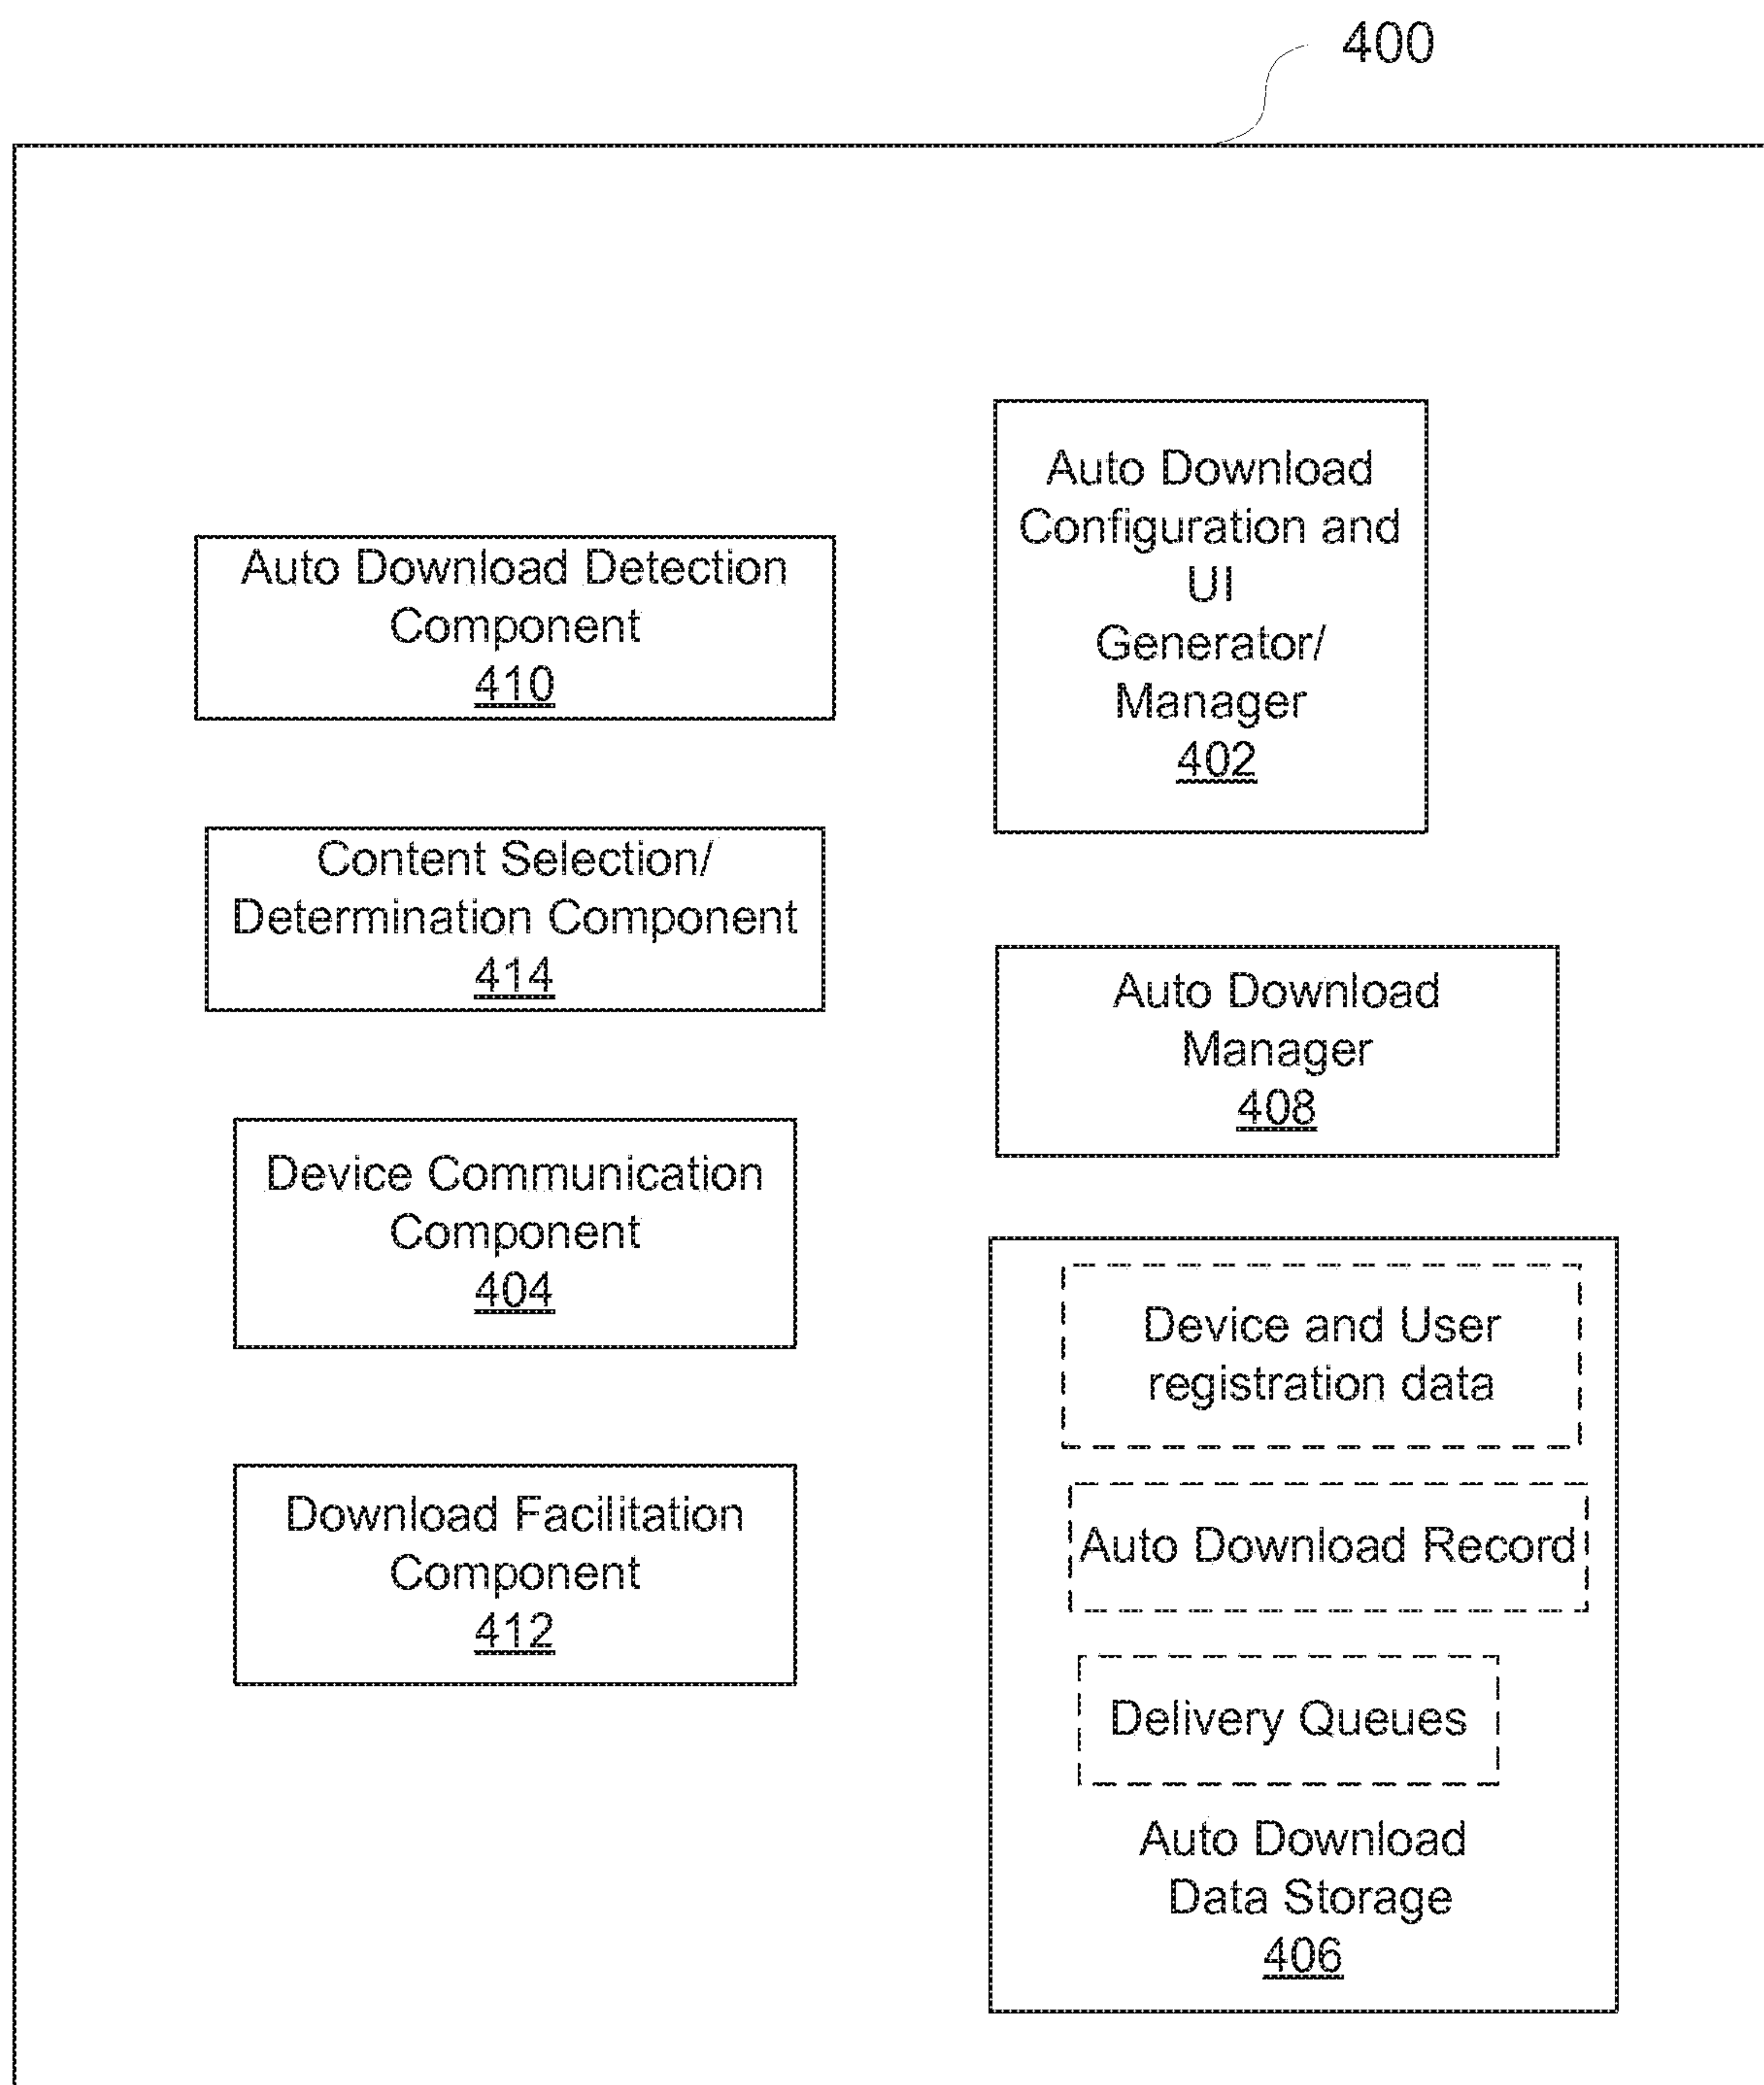 400
Auto Download Detection
Component
410
Content Selection/
Determination Component
414
Device Communication
Component
404
Download Facilitation
Component
412
Auto Download
Configuration and
UI
Generator/
Manager
402
Auto Download
Manager
408
Device and User
registration data
Auto Download Record
Delivery Queues
Auto Download
Data Storage
406